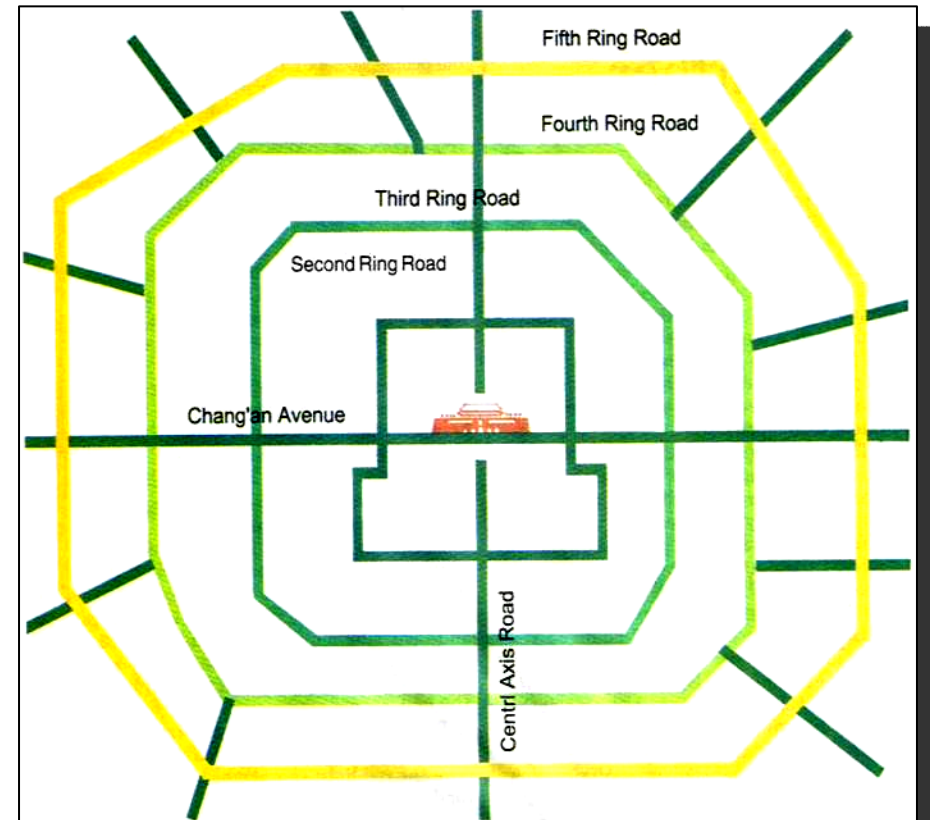 Fifth Ring Road
Fourth Ring Road
Third Ring Road
Second Ring Road
Chang'an Avenue
Centrl Axis Road